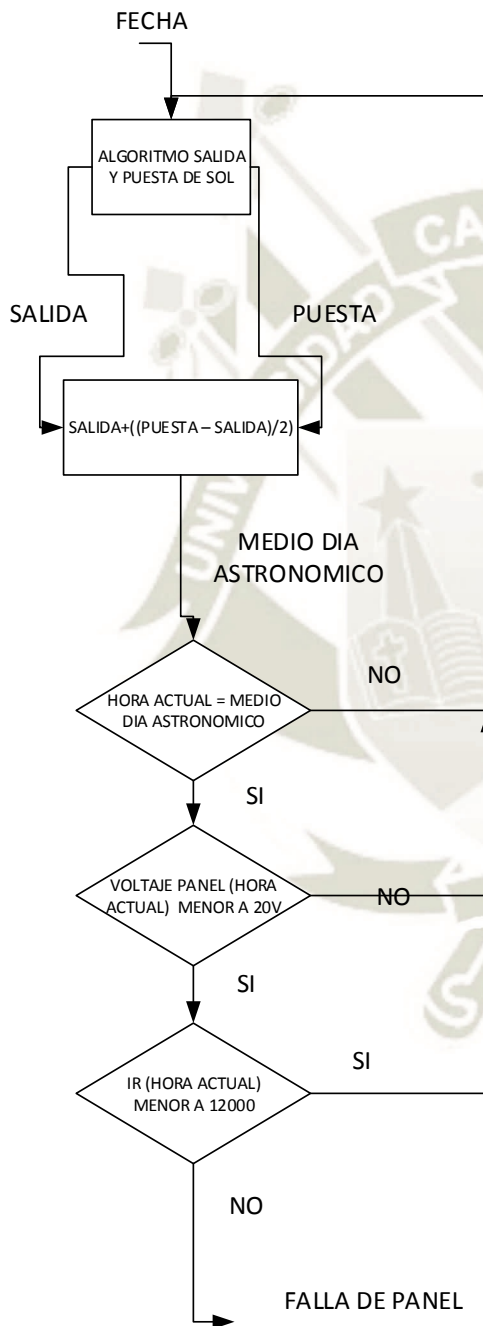 FECHA
ALGORITMO SALIDA
Y PUESTA DE SOL
SALIDA
PUESTA
SALIDA+((PUESTA – SALIDA)/2)
MEDIO DIA
ASTRONOMICO
HORA ACTUAL = MEDIO
DIA ASTRONOMICO
NO
SI
VOLTAJE PANEL (HORA
ACTUAL) MENOR A 20V
NO
SI
IR (HORA ACTUAL)
MENOR A 12000
SI
NO
FALLA DE PANEL